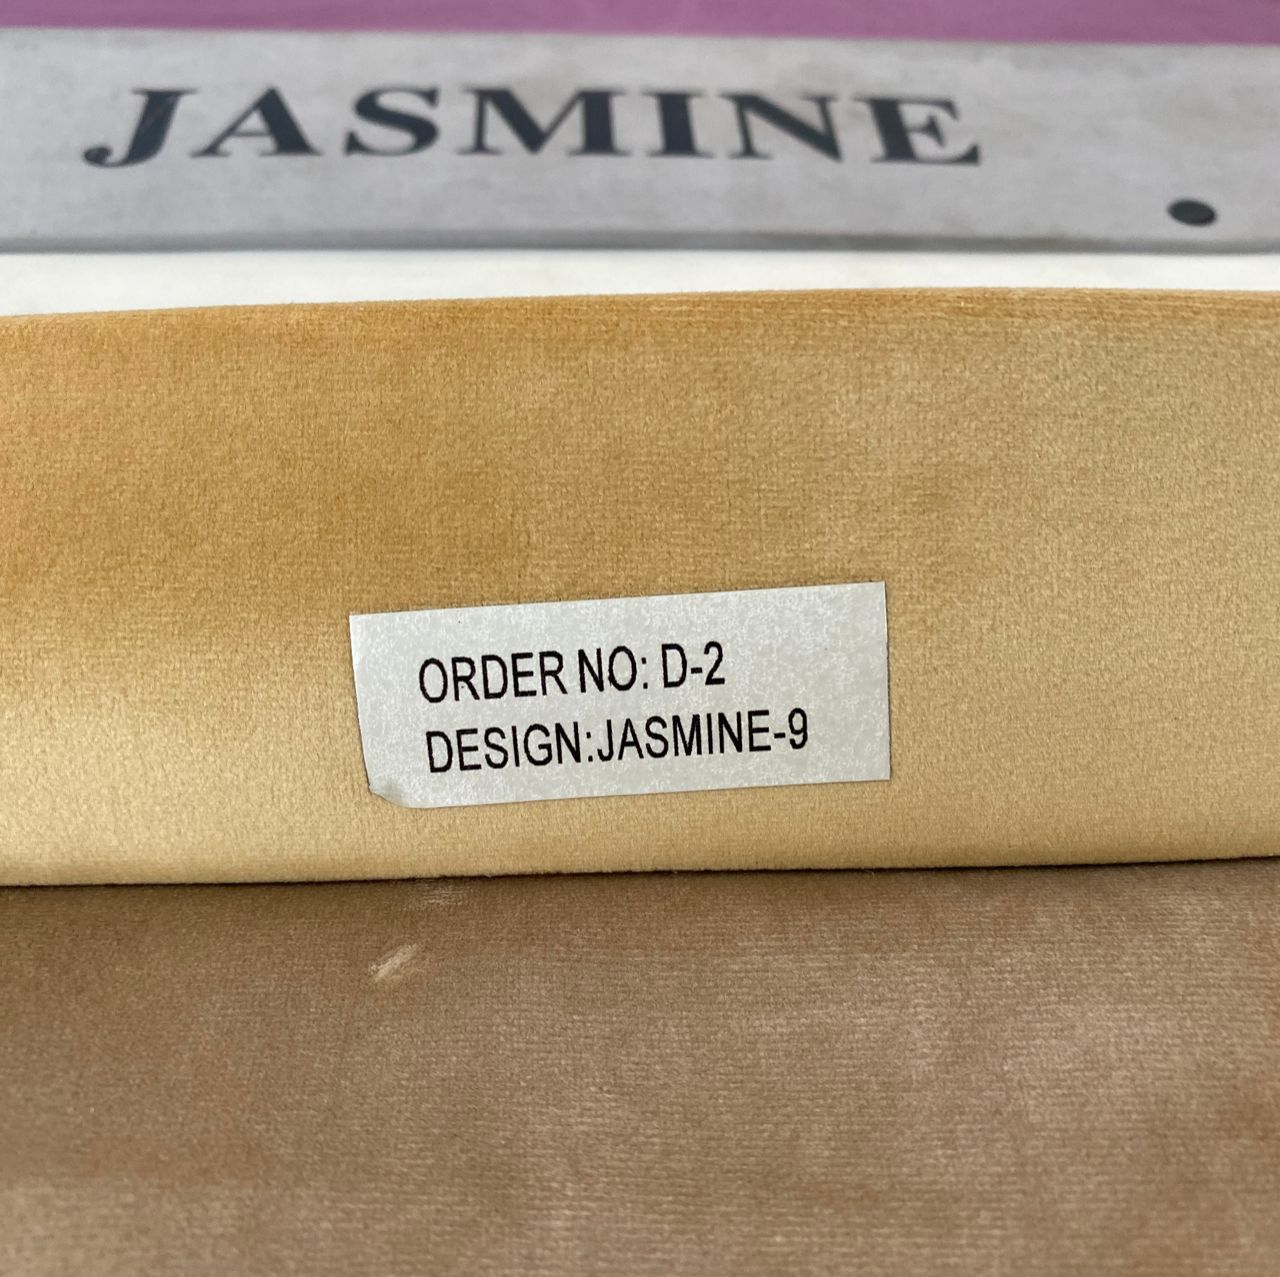 JASMINE
ORDER NO: D-2
DESIGN:JASMINE-9